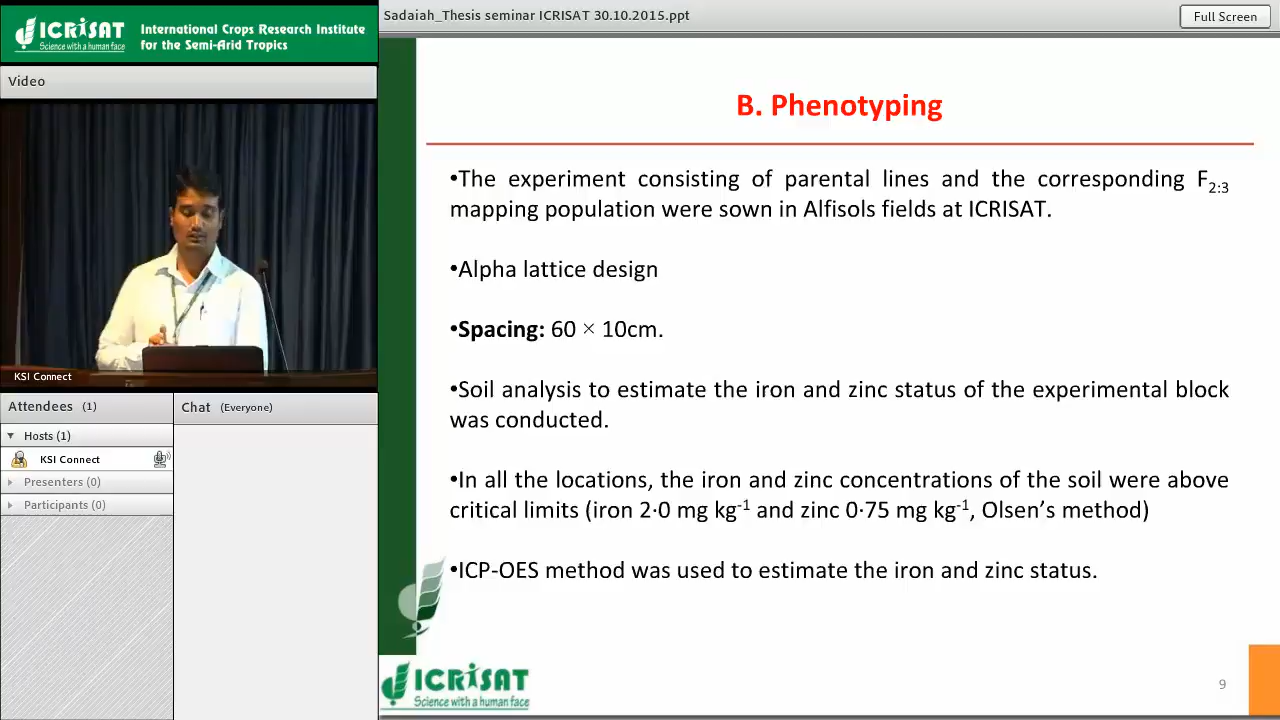 ICRISAT
Science with a human face
International Crops Research Institute
for the Semi-Arid Tropics
Sadaiah_Thesis seminar ICRISAT 30.10.2015.ppt
Full Screen
Video
KSI Connect
Attendees (1)
Hosts (1)
KSI Connect
Presenters (0)
Participants (0)
Chat (Everyone)
B. Phenotyping
•The experiment consisting of parental lines and the corresponding F2:3
mapping population were sown in Alfisols fields at ICRISAT.
•Alpha lattice design
•Spacing: 60 × 10cm.
•Soil analysis to estimate the iron and zinc status of the experimental block
was conducted.
•In all the locations, the iron and zinc concentrations of the soil were above
critical limits (iron 2·0 mg kg-1 and zinc 0·75 mg kg-1, Olsen’s method)
•ICP-OES method was used to estimate the iron and zinc status.
ICRISAT
Science with a human face
9